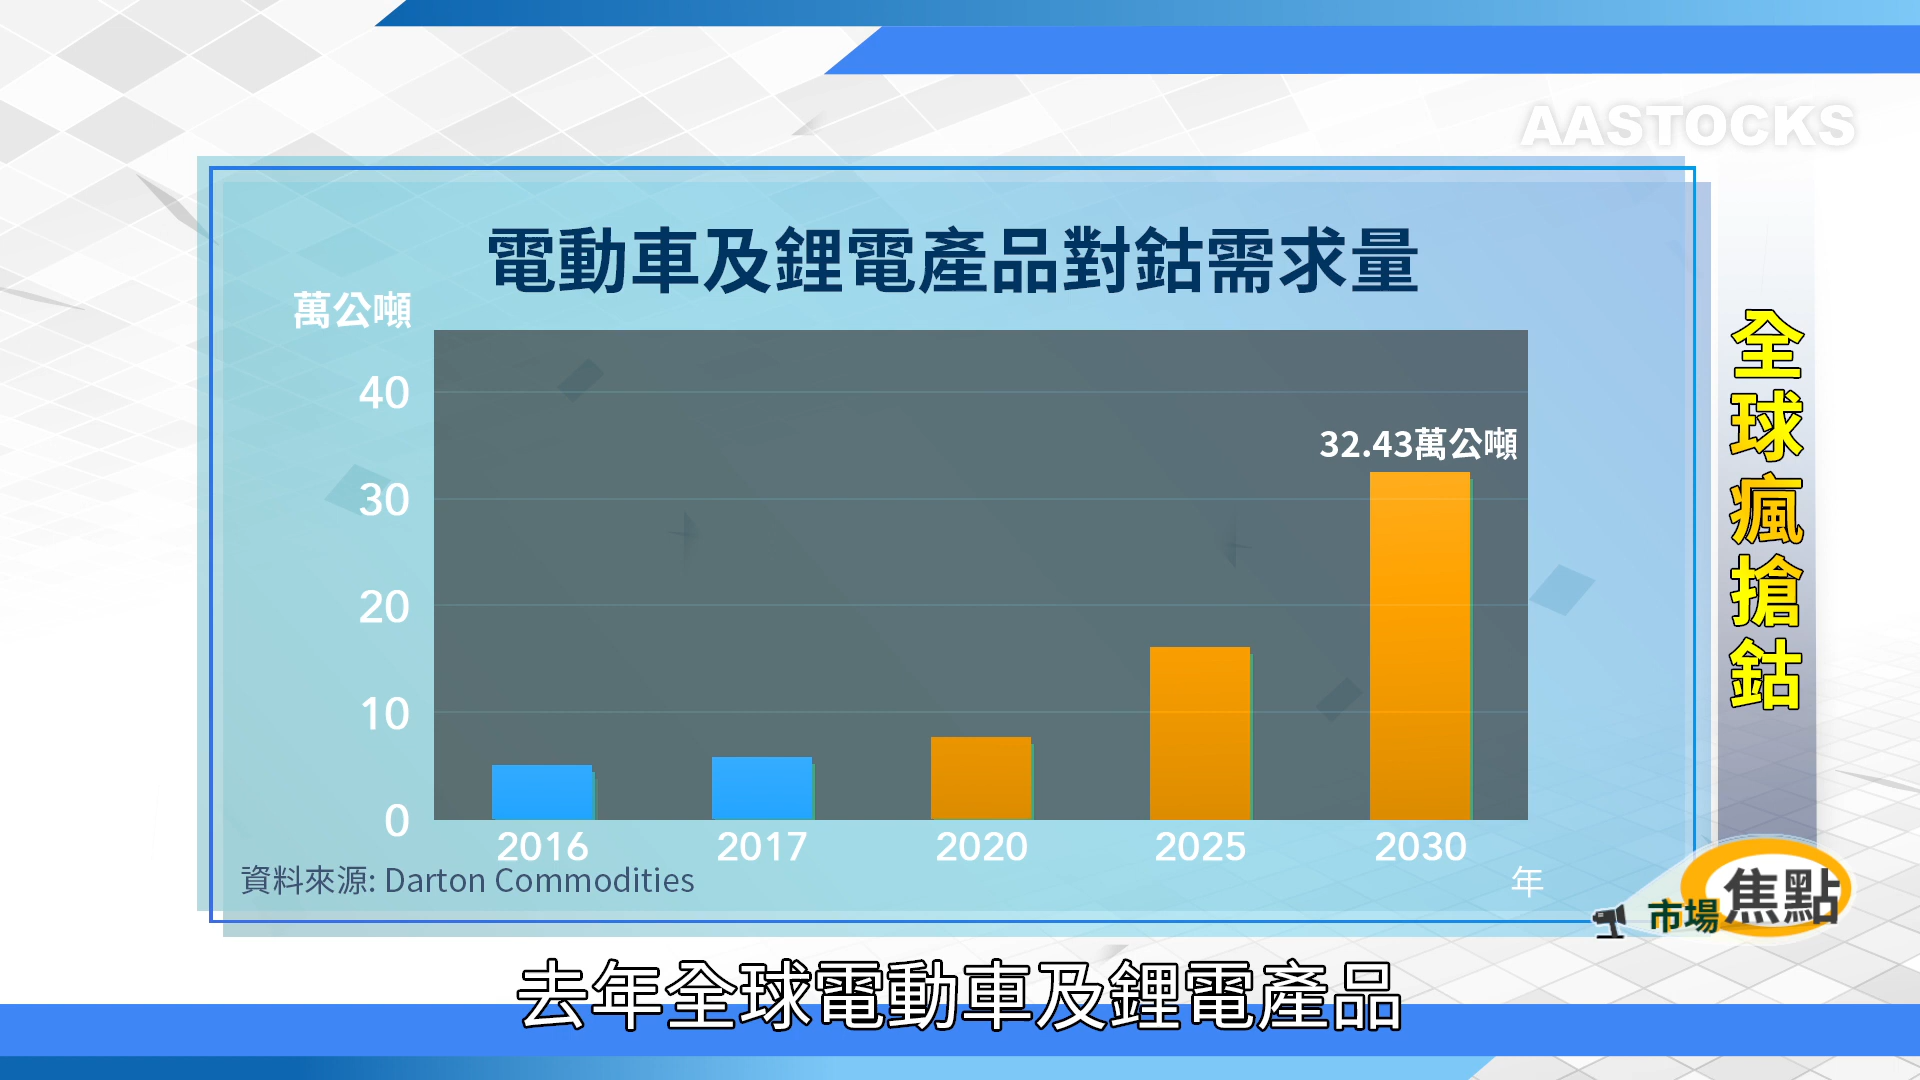 AASTOCKS
電動車及鋰電產品對鈷需求量
萬公噸
40
30
20
10
0
32.43萬公噸
2016
2017
2020
2025
2030
年
資料來源: Darton Commodities
全球瘋搶鈷
市場焦點
去年全球電動車及鋰電產品